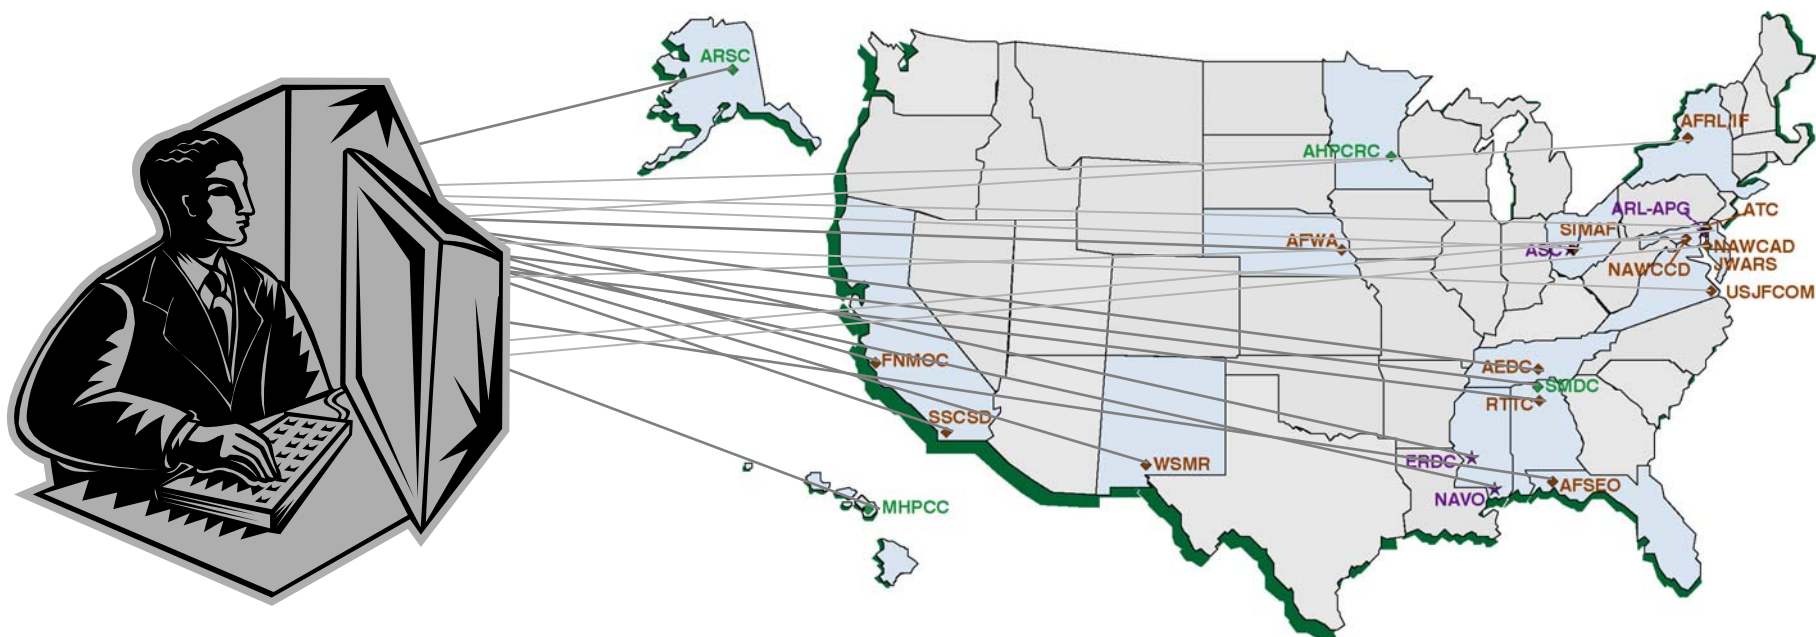 ARSC
AFRL/IF
AHPCRC
ARL-APG
ATC
SIMAF
AFWA
ASC
NAWCAD
JWARS
NAWCCD
USJFCOM
FNMOC
AEDC
SMDC
RTTC
SSCSD
WSMR
ERDC
AFSEO
NAVO
MHPCC